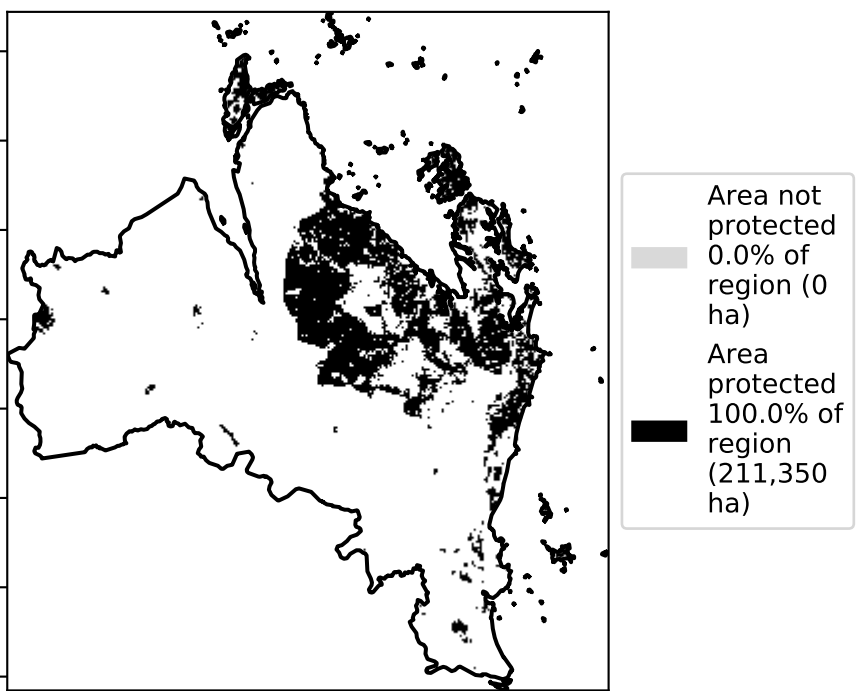 Area not
protected
0.0% of
region (0
ha)
Area
protected
100.0% of
region
(211,350
ha)